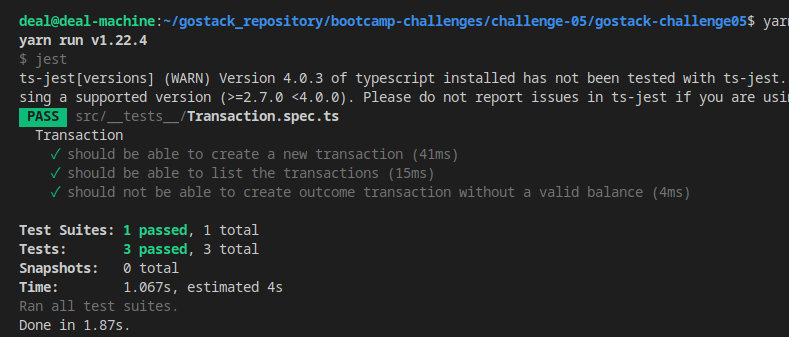 deal@deal-machine:~/gostack_repository/bootcamp-challenges/challenge-05/gostack-challenge05$ yarn
yarn run v1.22.4
$ jest
ts-jest[versions] (WARN) Version 4.0.3 of typescript installed has not been tested with ts-jest.
sing a supported version (>=2.7.0 <4.0.0). Please do not report issues in ts-jest if you are usi
PASS src/__tests__/Transaction.spec.ts
Transaction
✓ should be able to create a new transaction (41ms)
✓ should be able to list the transactions (15ms)
✓ should not be able to create outcome transaction without a valid balance (4ms)
Test Suites: 1 passed, 1 total
Tests: 3 passed, 3 total
Snapshots: 0 total
Time: 1.067s, estimated 4s
Ran all test suites.
Done in 1.87s.